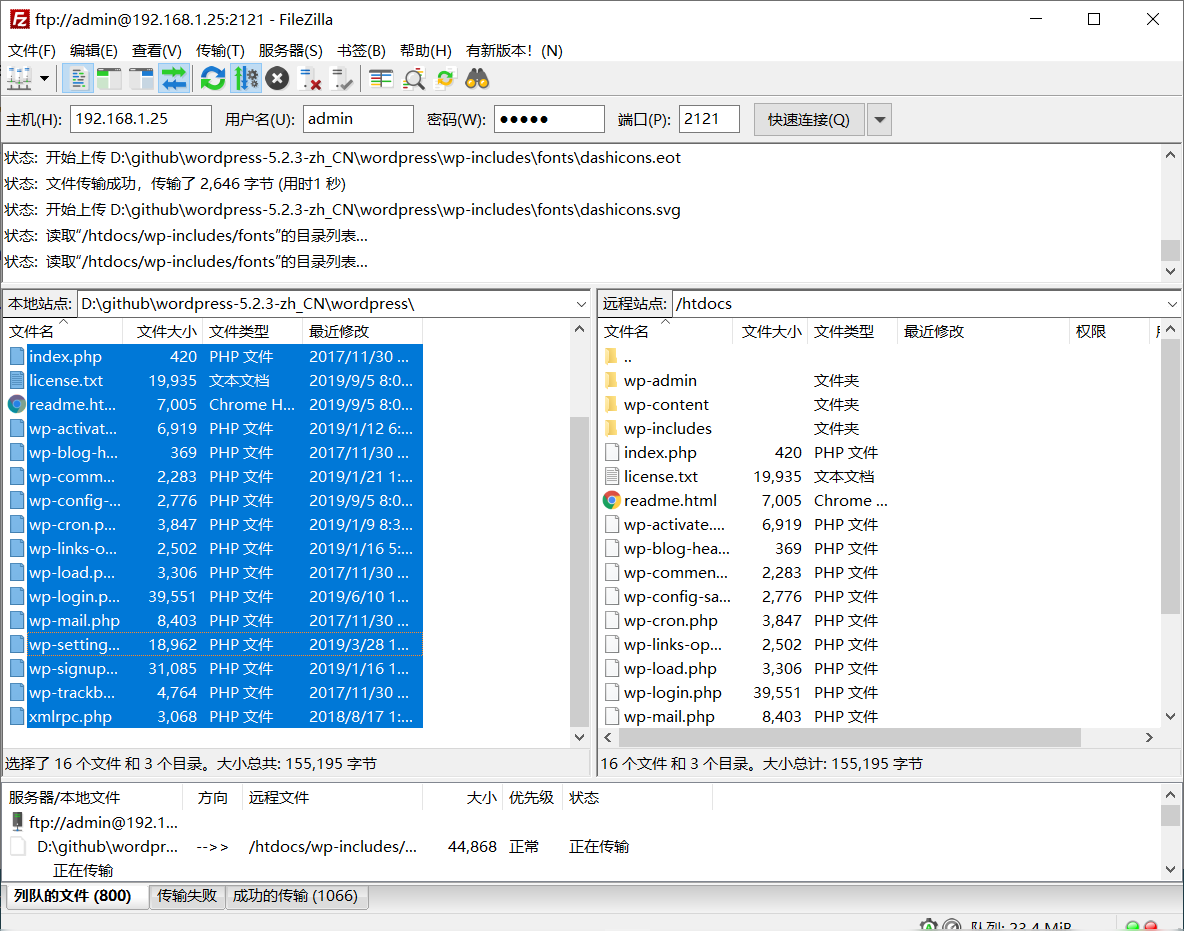 ftp://admin@192.168.1.25:2121 - FileZilla
文件(F) 编辑(E) 查看(V) 传输(T) 服务器(S) 书签(B) 帮助(H) 有新版本！(N)
主机(H): 192.168.1.25 用户名(U): admin 密码(W): ●●●●● 端口(P): 2121 快速连接(Q)
状态: 开始上传 D:\github\wordpress-5.2.3-zh_CN\wordpress\wp-includes\fonts\dashicons.eot
状态: 文件传输成功，传输了 2,646 字节 (用时1 秒)
状态: 开始上传 D:\github\wordpress-5.2.3-zh_CN\wordpress\wp-includes\fonts\dashicons.svg
状态: 读取“/htdocs/wp-includes/fonts”的目录列表...
状态: 读取“/htdocs/wp-includes/fonts”的目录列表...
本地站点: D:\github\wordpress-5.2.3-zh_CN\wordpress\
文件名 文件大小 文件类型 最近修改
index.php 420 PHP 文件 2017/11/30 ...
license.txt 19,935 文本文档 2019/9/5 8:0...
readme.ht... 7,005 Chrome H... 2019/9/5 8:0...
wp-activat... 6,919 PHP 文件 2019/1/12 6:...
wp-blog-h... 369 PHP 文件 2017/11/30 ...
wp-comm... 2,283 PHP 文件 2019/1/21 1:...
wp-config-... 2,776 PHP 文件 2019/9/5 8:0...
wp-cron.p... 3,847 PHP 文件 2019/1/9 8:3...
wp-links-o... 2,502 PHP 文件 2019/1/16 5:...
wp-load.p... 3,306 PHP 文件 2017/11/30 ...
wp-login.p... 39,551 PHP 文件 2019/6/10 1...
wp-mail.php 8,403 PHP 文件 2017/11/30 ...
wp-setting... 18,962 PHP 文件 2019/3/28 1...
wp-signup... 31,085 PHP 文件 2019/1/16 1...
wp-trackb... 4,764 PHP 文件 2017/11/30 ...
xmlrpc.php 3,068 PHP 文件 2018/8/17 1:...
选择了 16 个文件 和 3 个目录。大小总共: 155,195 字节
远程站点: /htdocs
文件名 文件大小 文件类型 最近修改 权限
..
wp-admin 文件夹
wp-content 文件夹
wp-includes 文件夹
index.php 420 PHP 文件
license.txt 19,935 文本文档
readme.html 7,005 Chrome ...
wp-activate.... 6,919 PHP 文件
wp-blog-hea... 369 PHP 文件
wp-commen... 2,283 PHP 文件
wp-config-sa... 2,776 PHP 文件
wp-cron.php 3,847 PHP 文件
wp-links-op... 2,502 PHP 文件
wp-load.php 3,306 PHP 文件
wp-login.php 39,551 PHP 文件
wp-mail.php 8,403 PHP 文件
16 个文件 和 3 个目录。大小总计: 155,195 字节
服务器/本地文件 方向 远程文件 大小 优先级 状态
ftp://admin@192.1...
D:\github\wordpr... -->> /htdocs/wp-includes/... 44,868 正常 正在传输
正在传输
列队的文件 (800) 传输失败 成功的传输 (1066)
队列: 23.4 MiB